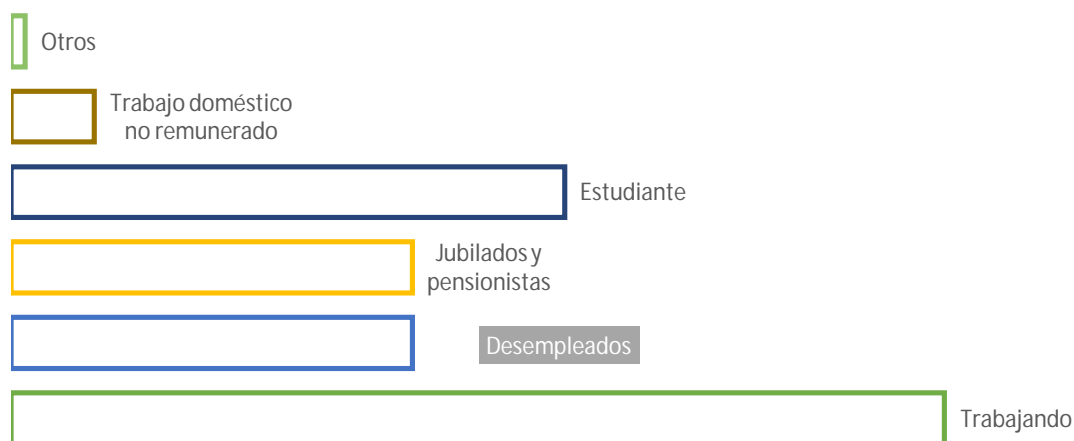 Otros
Trabajo doméstico
no remunerado
Estudiante
Jubilados y
pensionistas
Desempleados
Trabajando